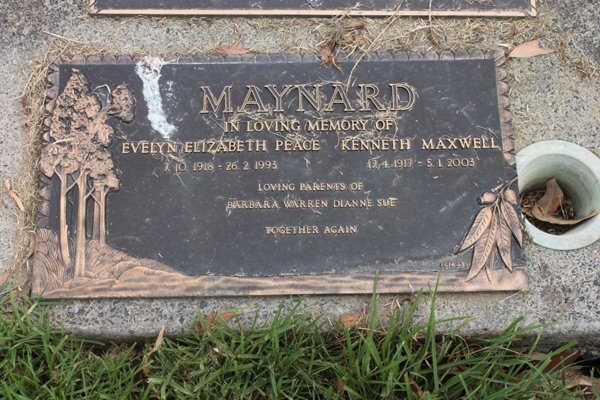 MAYNARD
IN LOVING MEMORY OF
EVELYN ELIZABETH PEACE KENNETH MAXWELL
7. 10. 1918 - 26. 2. 1993 17. 4. 1917 - 5. 1. 2003
LOVING PARENTS OF
BARBARA WARREN DIANNE SUE
TOGETHER AGAIN